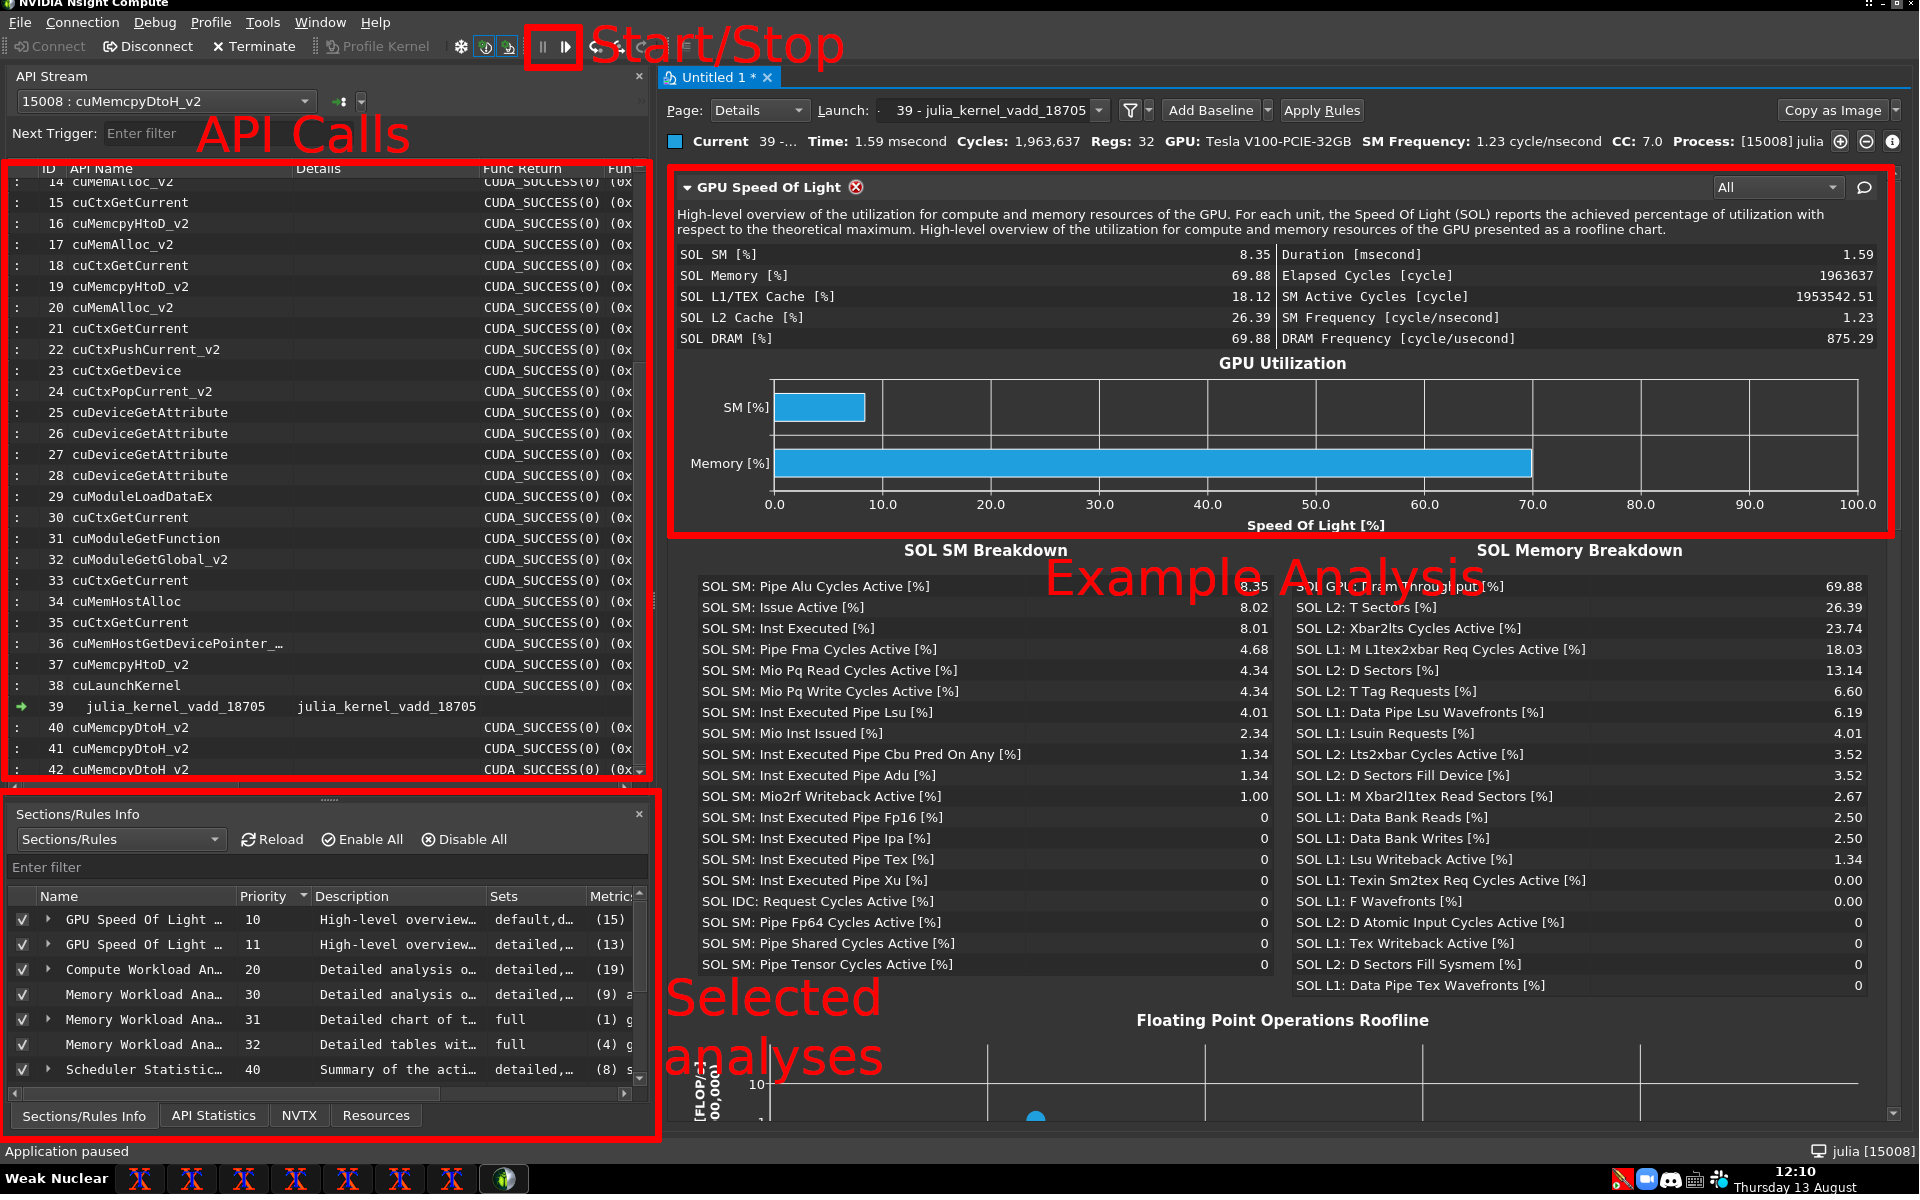 NVIDIA Nsight Compute
File Connection Debug Profile Tools Window Help
Connect Disconnect Terminate Profile Kernel
Start/Stop
API Stream
15008 : cuMemcpyDtoH_v2
Next Trigger: Enter filter
API Calls
ID API Name Details Func Return Fun
: 14 cuMemAlloc_v2 CUDA_SUCCESS(0) (0x
: 15 cuCtxGetCurrent CUDA_SUCCESS(0) (0x
: 16 cuMemcpyHtoD_v2 CUDA_SUCCESS(0) (0x
: 17 cuMemAlloc_v2 CUDA_SUCCESS(0) (0x
: 18 cuCtxGetCurrent CUDA_SUCCESS(0) (0x
: 19 cuMemcpyHtoD_v2 CUDA_SUCCESS(0) (0x
: 20 cuMemAlloc_v2 CUDA_SUCCESS(0) (0x
: 21 cuCtxGetCurrent CUDA_SUCCESS(0) (0x
: 22 cuCtxPushCurrent_v2 CUDA_SUCCESS(0) (0x
: 23 cuCtxGetDevice CUDA_SUCCESS(0) (0x
: 24 cuCtxPopCurrent_v2 CUDA_SUCCESS(0) (0x
: 25 cuDeviceGetAttribute CUDA_SUCCESS(0) (0x
: 26 cuDeviceGetAttribute CUDA_SUCCESS(0) (0x
: 27 cuDeviceGetAttribute CUDA_SUCCESS(0) (0x
: 28 cuDeviceGetAttribute CUDA_SUCCESS(0) (0x
: 29 cuModuleLoadDataEx CUDA_SUCCESS(0) (0x
: 30 cuCtxGetCurrent CUDA_SUCCESS(0) (0x
: 31 cuModuleGetFunction CUDA_SUCCESS(0) (0x
: 32 cuModuleGetGlobal_v2 CUDA_SUCCESS(0) (0x
: 33 cuCtxGetCurrent CUDA_SUCCESS(0) (0x
: 34 cuMemHostAlloc CUDA_SUCCESS(0) (0x
: 35 cuCtxGetCurrent CUDA_SUCCESS(0) (0x
: 36 cuMemHostGetDevicePointer_… CUDA_SUCCESS(0) (0x
: 37 cuMemcpyHtoD_v2 CUDA_SUCCESS(0) (0x
: 38 cuLaunchKernel CUDA_SUCCESS(0) (0x
39 julia_kernel_vadd_18705 julia_kernel_vadd_18705
: 40 cuMemcpyDtoH_v2 CUDA_SUCCESS(0) (0x
: 41 cuMemcpyDtoH_v2 CUDA_SUCCESS(0) (0x
: 42 cuMemcpyDtoH_v2 CUDA_SUCCESS(0) (0x
Sections/Rules Info
Sections/Rules Reload Enable All Disable All
Enter filter
Name Priority Description Sets Metric
GPU Speed Of Light … 10 High-level overview… default,d… (15)
GPU Speed Of Light … 11 High-level overview… detailed,… (13)
Compute Workload An… 20 Detailed analysis o… detailed,… (19)
Memory Workload Ana… 30 Detailed analysis o… detailed,… (9) a
Memory Workload Ana… 31 Detailed chart of t… full (1) g
Memory Workload Ana… 32 Detailed tables wit… full (4) g
Scheduler Statistic… 40 Summary of the acti… detailed,… (8) s
Sections/Rules Info API Statistics NVTX Resources
Selected
analyses
Untitled 1 *
Page: Details Launch: 39 - julia_kernel_vadd_18705 Add Baseline Apply Rules Copy as Image
Current 39 -... Time: 1.59 msecond Cycles: 1,963,637 Regs: 32 GPU: Tesla V100-PCIE-32GB SM Frequency: 1.23 cycle/nsecond CC: 7.0 Process: [15008] julia
GPU Speed Of Light All
High-level overview of the utilization for compute and memory resources of the GPU. For each unit, the Speed Of Light (SOL) reports the achieved percentage of utilization with
respect to the theoretical maximum. High-level overview of the utilization for compute and memory resources of the GPU presented as a roofline chart.
SOL SM [%] 8.35 Duration [msecond] 1.59
SOL Memory [%] 69.88 Elapsed Cycles [cycle] 1963637
SOL L1/TEX Cache [%] 18.12 SM Active Cycles [cycle] 1953542.51
SOL L2 Cache [%] 26.39 SM Frequency [cycle/nsecond] 1.23
SOL DRAM [%] 69.88 DRAM Frequency [cycle/usecond] 875.29
GPU Utilization
SM [%]
Memory [%]
0.0 10.0 20.0 30.0 40.0 50.0 60.0 70.0 80.0 90.0 100.0
Speed Of Light [%]
Example Analysis
SOL SM Breakdown
SOL SM: Pipe Alu Cycles Active [%] 8.35
SOL SM: Issue Active [%] 8.02
SOL SM: Inst Executed [%] 8.01
SOL SM: Pipe Fma Cycles Active [%] 4.68
SOL SM: Mio Pq Read Cycles Active [%] 4.34
SOL SM: Mio Pq Write Cycles Active [%] 4.34
SOL SM: Inst Executed Pipe Lsu [%] 4.01
SOL SM: Mio Inst Issued [%] 2.34
SOL SM: Inst Executed Pipe Cbu Pred On Any [%] 1.34
SOL SM: Inst Executed Pipe Adu [%] 1.34
SOL SM: Mio2rf Writeback Active [%] 1.00
SOL SM: Inst Executed Pipe Fp16 [%] 0
SOL SM: Inst Executed Pipe Ipa [%] 0
SOL SM: Inst Executed Pipe Tex [%] 0
SOL SM: Inst Executed Pipe Xu [%] 0
SOL IDC: Request Cycles Active [%] 0
SOL SM: Pipe Fp64 Cycles Active [%] 0
SOL SM: Pipe Shared Cycles Active [%] 0
SOL SM: Pipe Tensor Cycles Active [%] 0
SOL Memory Breakdown
SOL GPU: Dram Throughput [%] 69.88
SOL L2: T Sectors [%] 26.39
SOL L2: Xbar2lts Cycles Active [%] 23.74
SOL L1: M L1tex2xbar Req Cycles Active [%] 18.03
SOL L2: D Sectors [%] 13.14
SOL L2: T Tag Requests [%] 6.60
SOL L1: Data Pipe Lsu Wavefronts [%] 6.19
SOL L1: Lsuin Requests [%] 4.01
SOL L2: Lts2xbar Cycles Active [%] 3.52
SOL L2: D Sectors Fill Device [%] 3.52
SOL L1: M Xbar2l1tex Read Sectors [%] 2.67
SOL L1: Data Bank Reads [%] 2.50
SOL L1: Data Bank Writes [%] 2.50
SOL L1: Lsu Writeback Active [%] 1.34
SOL L1: Texin Sm2tex Req Cycles Active [%] 0.00
SOL L1: F Wavefronts [%] 0.00
SOL L2: D Atomic Input Cycles Active [%] 0
SOL L1: Tex Writeback Active [%] 0
SOL L2: D Sectors Fill Sysmem [%] 0
SOL L1: Data Pipe Tex Wavefronts [%] 0
Floating Point Operations Roofline
10
1
Application paused julia [15008]
Weak Nuclear
12:10
Thursday 13 August